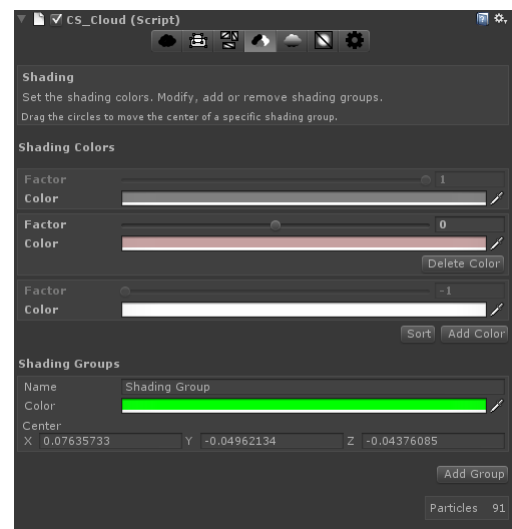 CS_Cloud (Script)
Shading
Set the shading colors. Modify, add or remove shading groups.
Drag the circles to move the center of a specific shading group.
Shading Colors
Factor 1
Color
Factor 0
Color
Delete Color
Factor -1
Color
Sort Add Color
Shading Groups
Name Shading Group
Color
Center
X 0.07635733 Y -0.04962134 Z -0.04376085
Add Group
Particles 91